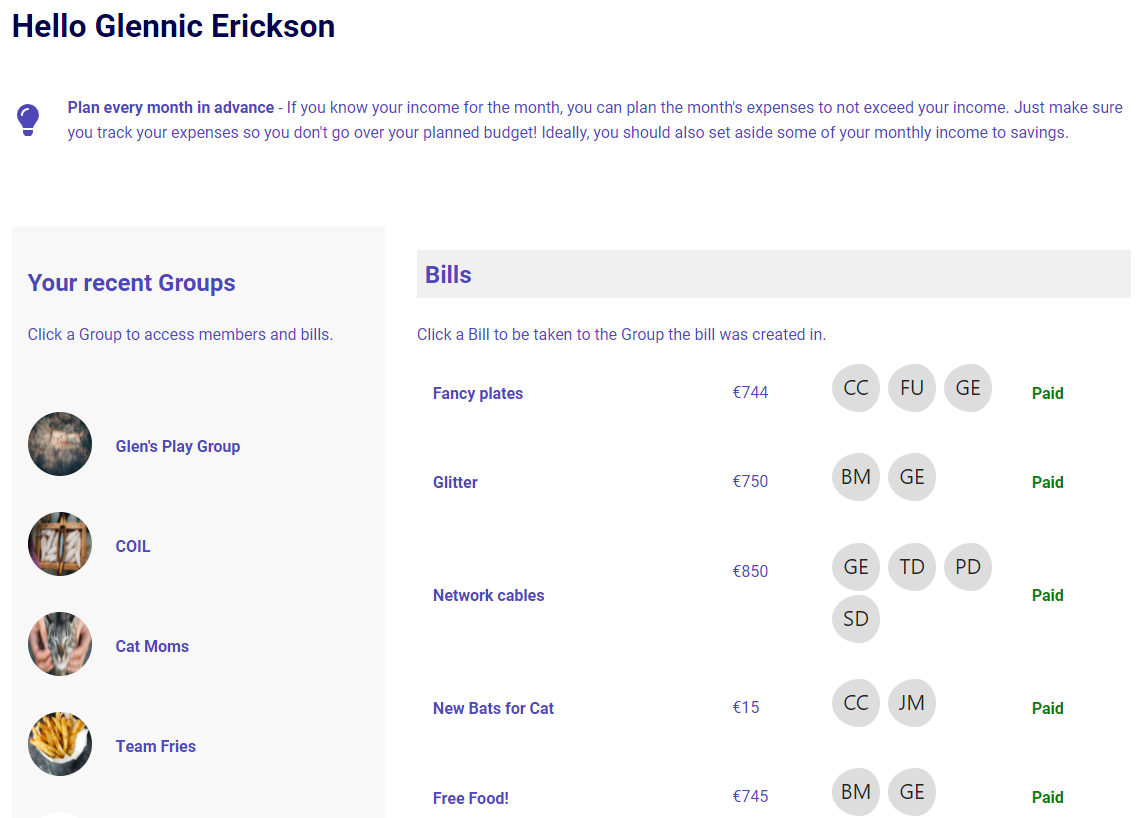 Hello Glennic Erickson
Plan every month in advance - If you know your income for the month, you can plan the month's expenses to not exceed your income. Just make sure
you track your expenses so you don't go over your planned budget! Ideally, you should also set aside some of your monthly income to savings.
Your recent Groups
Click a Group to access members and bills.
Glen's Play Group
COIL
Cat Moms
Team Fries
Bills
Click a Bill to be taken to the Group the bill was created in.
Fancy plates €744 CC FU GE Paid
Glitter €750 BM GE Paid
Network cables €850 GE TD PD Paid
SD
New Bats for Cat €15 CC JM Paid
Free Food! €745 BM GE Paid